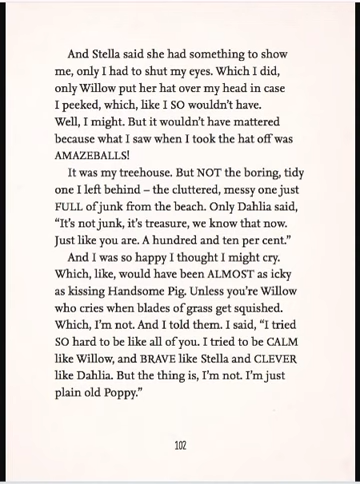 And Stella said she had something to show
me, only I had to shut my eyes. Which I did,
only Willow put her hat over my head in case
I peeked, which, like I SO wouldn't have.
Well, I might. But it wouldn't have mattered
because what I saw when I took the hat off was
AMAZEBALLS!
It was my treehouse. But NOT the boring, tidy
one I left behind – the cluttered, messy one just
FULL of junk from the beach. Only Dahlia said,
“It's not junk, it's treasure, we know that now.
Just like you are. A hundred and ten per cent.”
And I was so happy I thought I might cry.
Which, like, would have been ALMOST as icky
as kissing Handsome Pig. Unless you're Willow
who cries when blades of grass get squished.
Which, I'm not. And I told them. I said, “I tried
SO hard to be like all of you. I tried to be CALM
like Willow, and BRAVE like Stella and CLEVER
like Dahlia. But the thing is, I'm not. I'm just
plain old Poppy.”
102